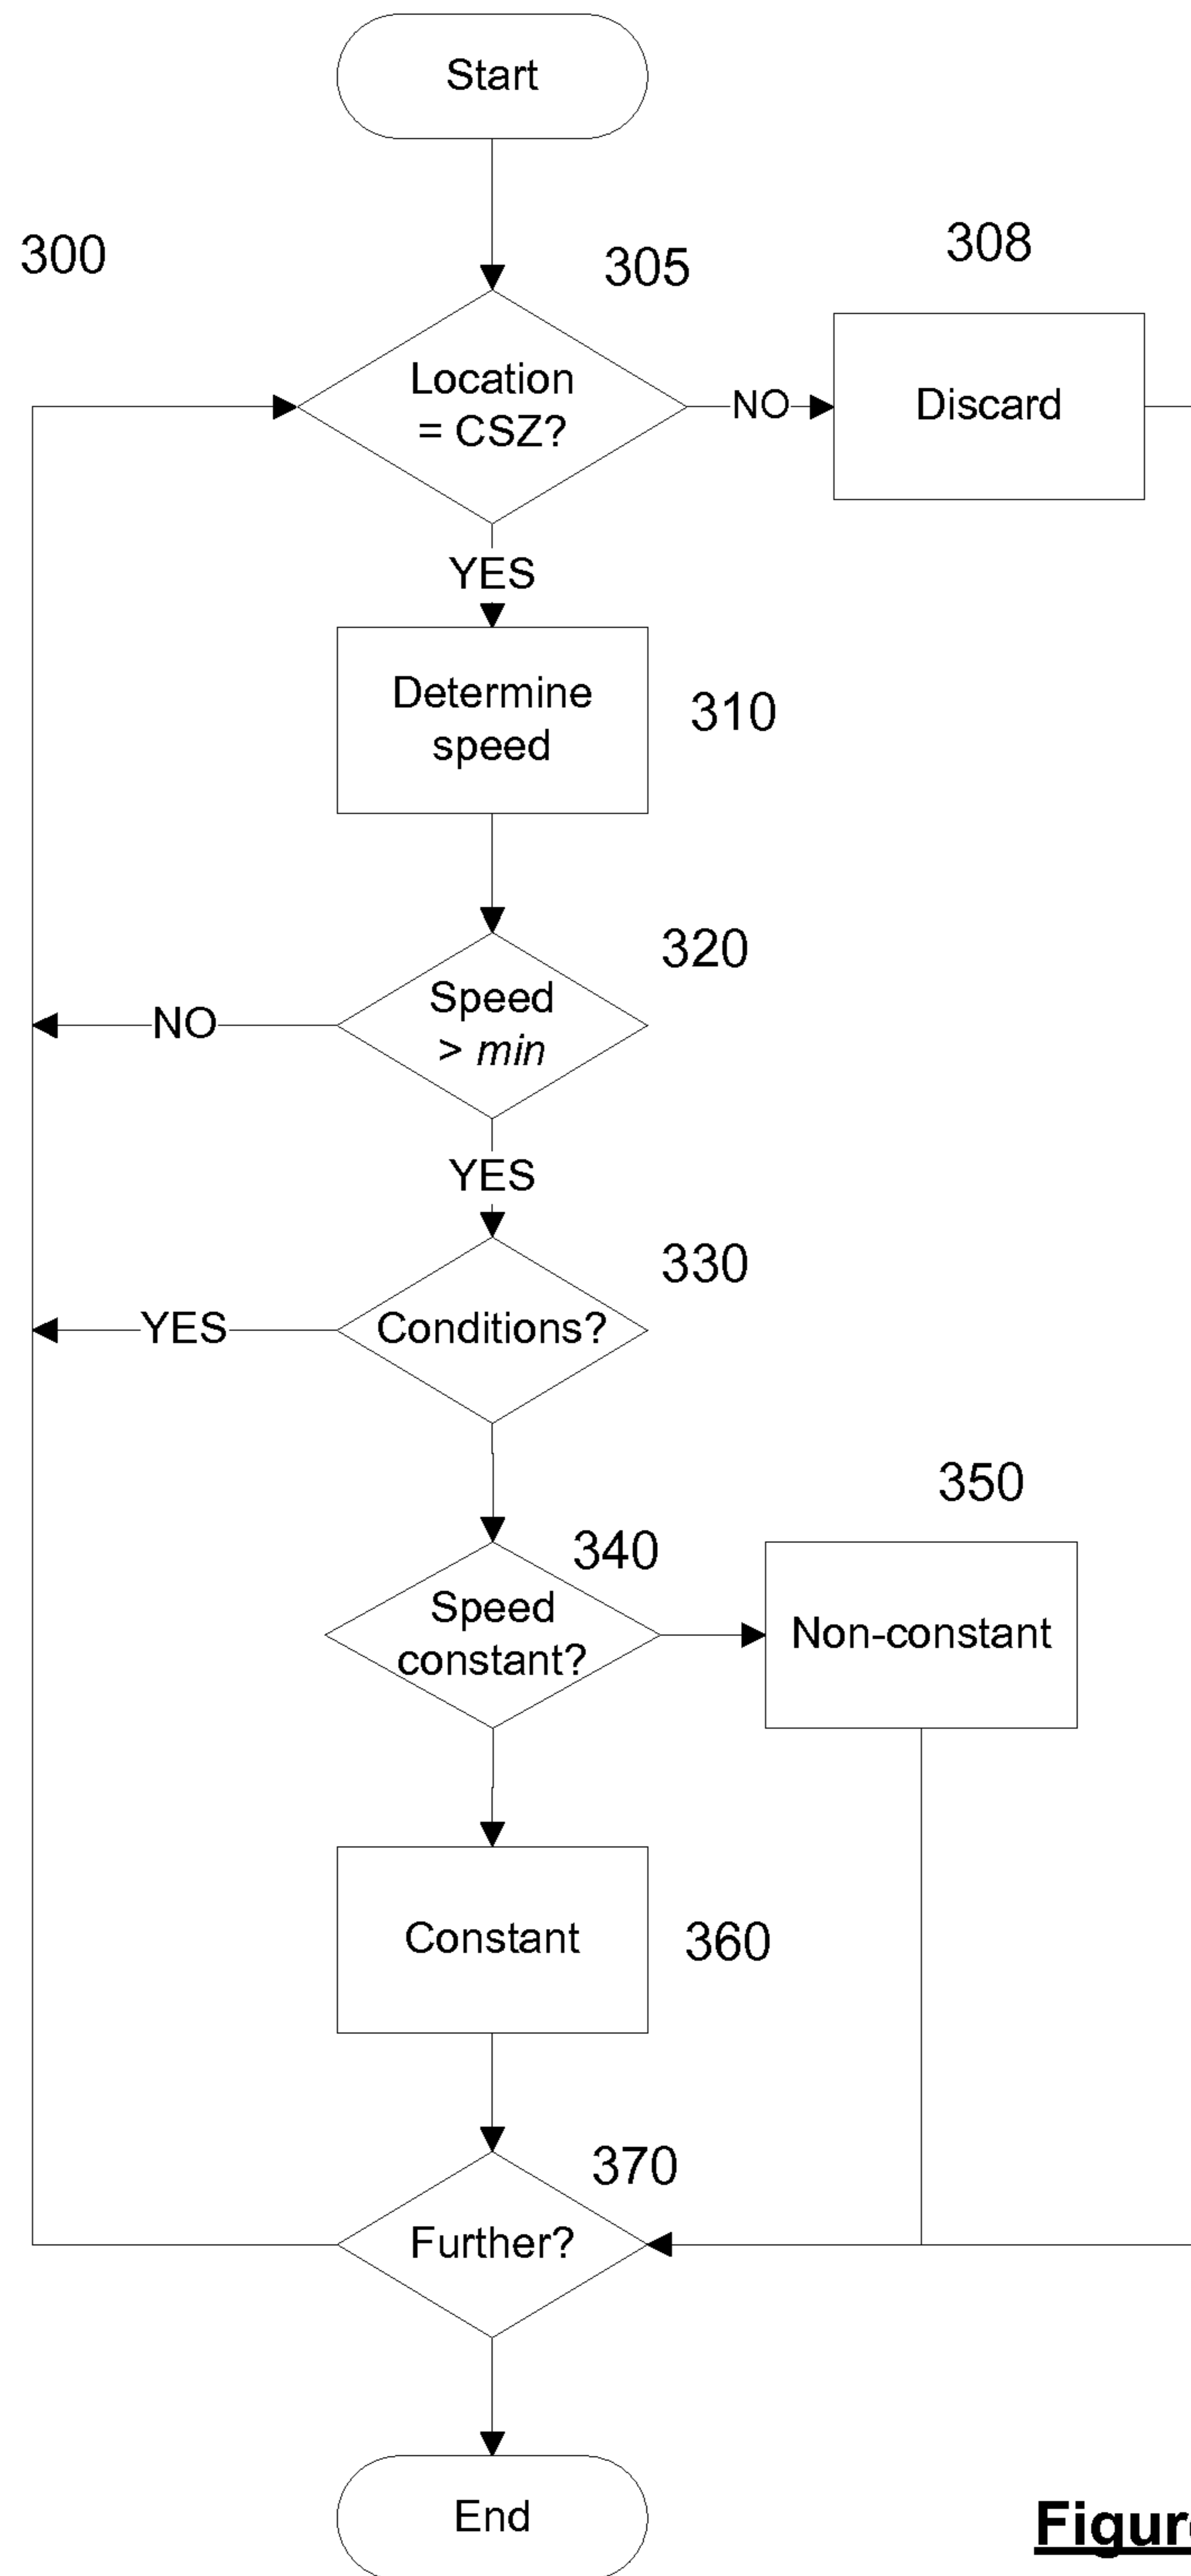 Start
300
305
308
Location
= CSZ?
NO
Discard
YES
Determine
speed
310
320
Speed
> min
NO
YES
330
Conditions?
YES
350
340
Speed
constant?
Non-constant
Constant
360
370
Further?
End